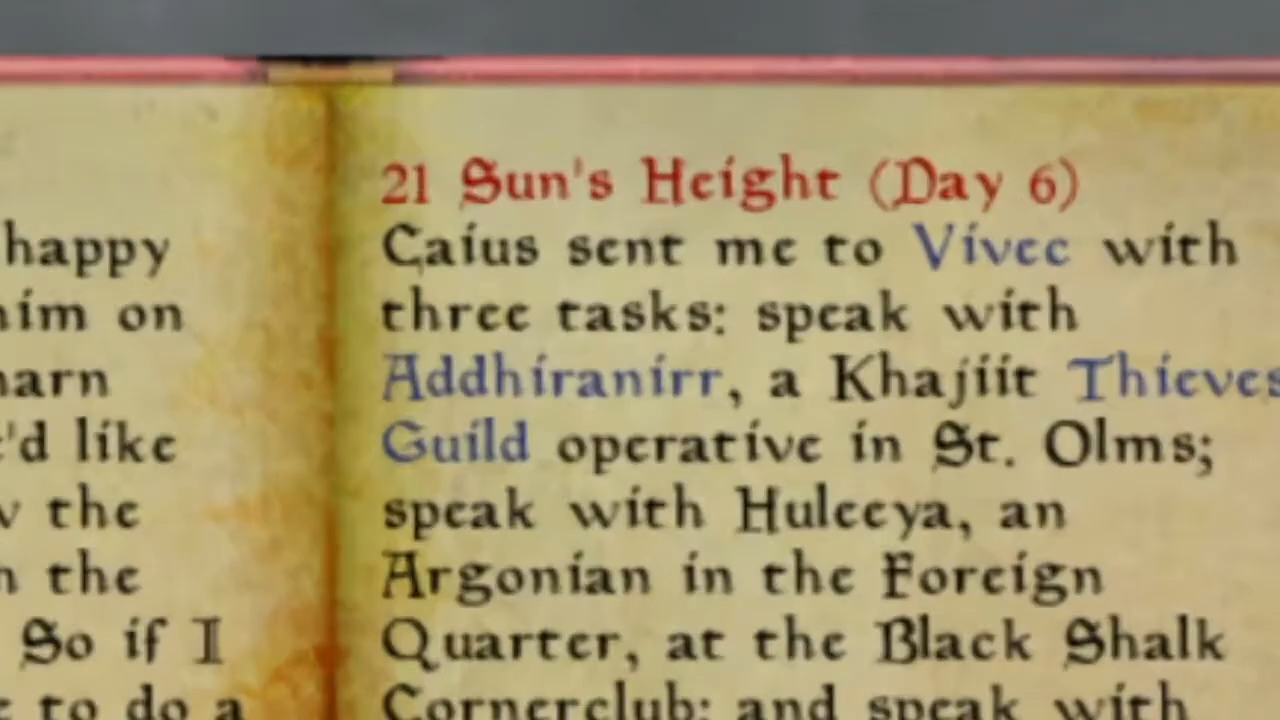 happy
him on
harn
'd like
the
the
So if I
to do a
21 Sun's Height (Day 6)
Caius sent me to Vivec with
three tasks: speak with
Addhiranirr, a Khajiit Thieves
Guild operative in St. Olms;
speak with Huleeya, an
Argonian in the Foreign
Quarter, at the Black Shalk
Cornerclub; and speak with